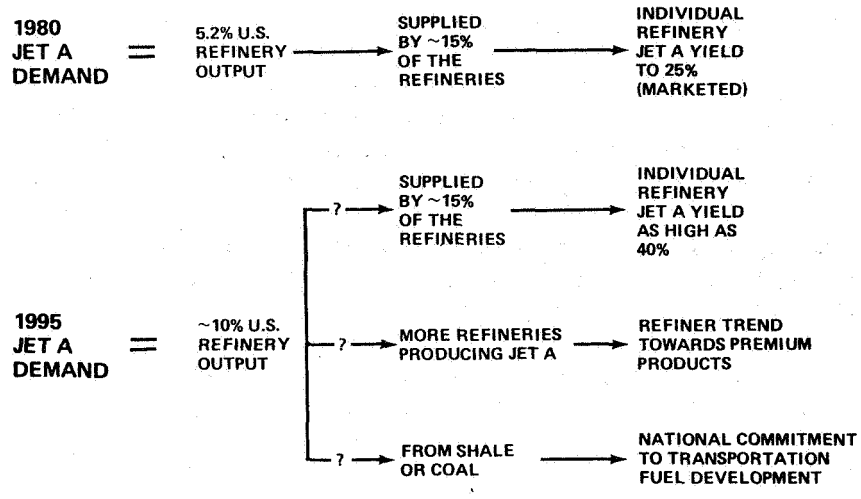 1980
JET A
DEMAND
=
5.2% U.S.
REFINERY
OUTPUT
SUPPLIED
BY ~15%
OF THE
REFINERIES
INDIVIDUAL
REFINERY
JET A YIELD
TO 25%
(MARKETED)
1995
JET A
DEMAND
=
~10% U.S.
REFINERY
OUTPUT
?
SUPPLIED
BY ~15%
OF THE
REFINERIES
INDIVIDUAL
REFINERY
JET A YIELD
AS HIGH AS
40%
?
MORE REFINERIES
PRODUCING JET A
REFINER TREND
TOWARDS PREMIUM
PRODUCTS
?
FROM SHALE
OR COAL
NATIONAL COMMITMENT
TO TRANSPORTATION
FUEL DEVELOPMENT